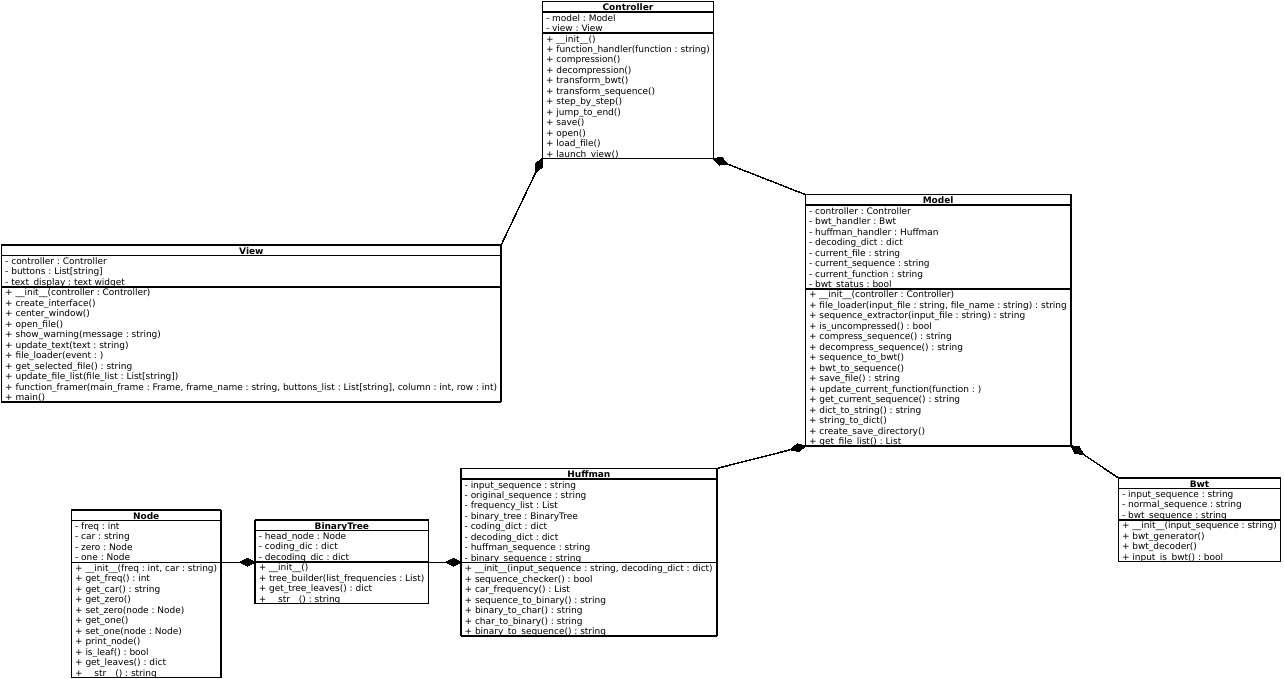 Controller
- model : Model
- view : View
+ __init__()
+ function_handler(function : string)
+ compression()
+ decompression()
+ transform_bwt()
+ transform_sequence()
+ step_by_step()
+ jump_to_end()
+ save()
+ open()
+ load_file()
+ launch_view()
View
- controller : Controller
- buttons : List[string]
- text_display : text widget
+ __init__(controller : Controller)
+ create_interface()
+ center_window()
+ open_file()
+ show_warning(message : string)
+ update_text(text : string)
+ file_loader(event : )
+ get_selected_file() : string
+ update_file_list(file_list : List[string])
+ function_framer(main_frame : Frame, frame_name : string, buttons_list : List[string], column : int, row : int)
+ main()
Model
- controller : Controller
- bwt_handler : Bwt
- huffman_handler : Huffman
- decoding_dict : dict
- current_file : string
- current_sequence : string
- current_function : string
- bwt_status : bool
+ __init__(controller : Controller)
+ file_loader(input_file : string, file_name : string) : string
+ sequence_extractor(input_file : string) : string
+ is_uncompressed() : bool
+ compress_sequence() : string
+ decompress_sequence() : string
+ sequence_to_bwt()
+ bwt_to_sequence()
+ save_file() : string
+ update_current_function(function : )
+ get_current_sequence() : string
+ dict_to_string() : string
+ string_to_dict()
+ create_save_directory()
+ get_file_list() : List
Huffman
- input_sequence : string
- original_sequence : string
- frequency_list : List
- binary_tree : BinaryTree
- coding_dict : dict
- decoding_dict : dict
- huffman_sequence : string
- binary_sequence : string
+ __init__(input_sequence : string, decoding_dict : dict)
+ sequence_checker() : bool
+ car_frequency() : List
+ sequence_to_binary() : string
+ binary_to_char() : string
+ char_to_binary() : string
+ binary_to_sequence() : string
Bwt
- input_sequence : string
- normal_sequence : string
- bwt_sequence : string
+ __init__(input_sequence : string)
+ bwt_generator()
+ bwt_decoder()
+ input_is_bwt() : bool
BinaryTree
- head_node : Node
- coding_dic : dict
- decoding_dic : dict
+ __init__()
+ tree_builder(list_frequencies : List)
+ get_tree_leaves() : dict
+ __str__() : string
Node
- freq : int
- car : string
- zero : Node
- one : Node
+ __init__(freq : int, car : string)
+ get_freq() : int
+ get_car() : string
+ get_zero()
+ set_zero(node : Node)
+ get_one()
+ set_one(node : Node)
+ print_node()
+ is_leaf() : bool
+ get_leaves() : dict
+ __str__() : string